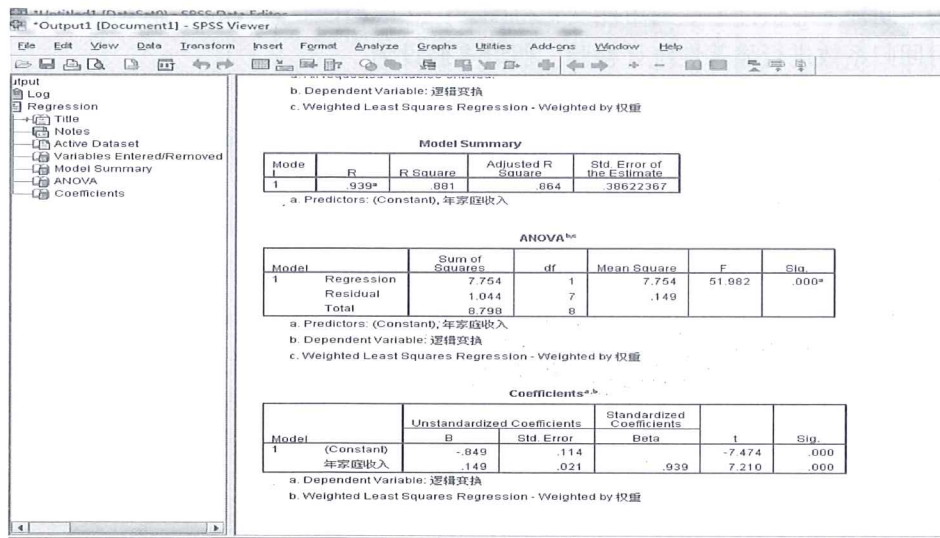 *Output1 [Document1] - SPSS Viewer
File Edit View Data Transform Insert Format Analyze Graphs Utilities Add-ons Window Help
Log
Regression
Title
Notes
Active Dataset
Variables Entered/Removed
Model Summary
ANOVA
Coefficients
b. Dependent Variable: 逻辑变换
c. Weighted Least Squares Regression - Weighted by 权重
Model Summary
Mode l R R Square Adjusted R Square Std. Error of the Estimate
1 .939a .881 .864 .38622367
a. Predictors: (Constant), 年家庭收入
ANOVAb,c
Model Sum of Squares df Mean Square F Sig.
1 Regression 7.754 1 7.754 51.982 .000a
Residual 1.044 7 .149
Total 8.798 8
a. Predictors: (Constant), 年家庭收入
b. Dependent Variable: 逻辑变换
c. Weighted Least Squares Regression - Weighted by 权重
Coefficientsa,b
Model Unstandardized Coefficients Standardized Coefficients t Sig.
B Std. Error Beta
1 (Constant) -.849 .114 -7.474 .000
年家庭收入 .149 .021 .939 7.210 .000
a. Dependent Variable: 逻辑变换
b. Weighted Least Squares Regression - Weighted by 权重